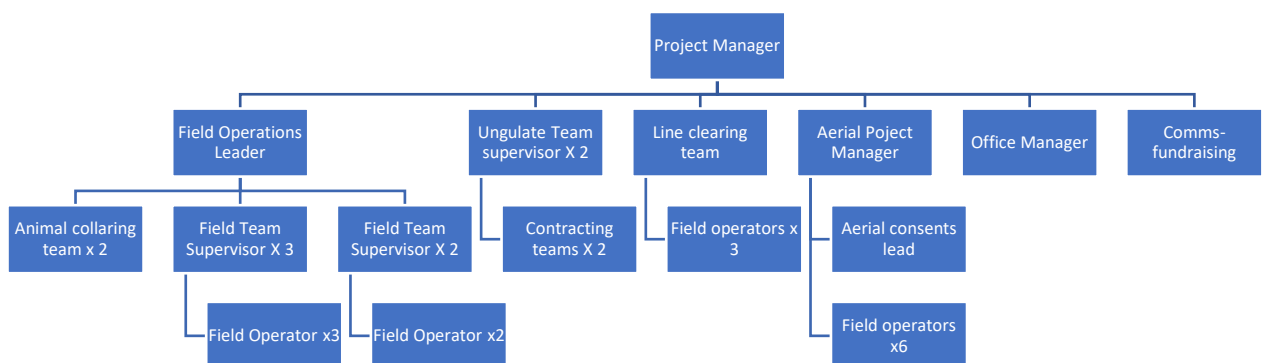 Project Manager
Field Operations
Leader
Ungulate Team
supervisor X 2
Line clearing
team
Aerial Poject
Manager
Office Manager
Comms-
fundraising
Animal collaring
team x 2
Field Team
Supervisor X 3
Field Team
Supervisor X 2
Contracting
teams X 2
Field operators x
3
Aerial consents
lead
Field Operator x3
Field Operator x2
Field operators
x6